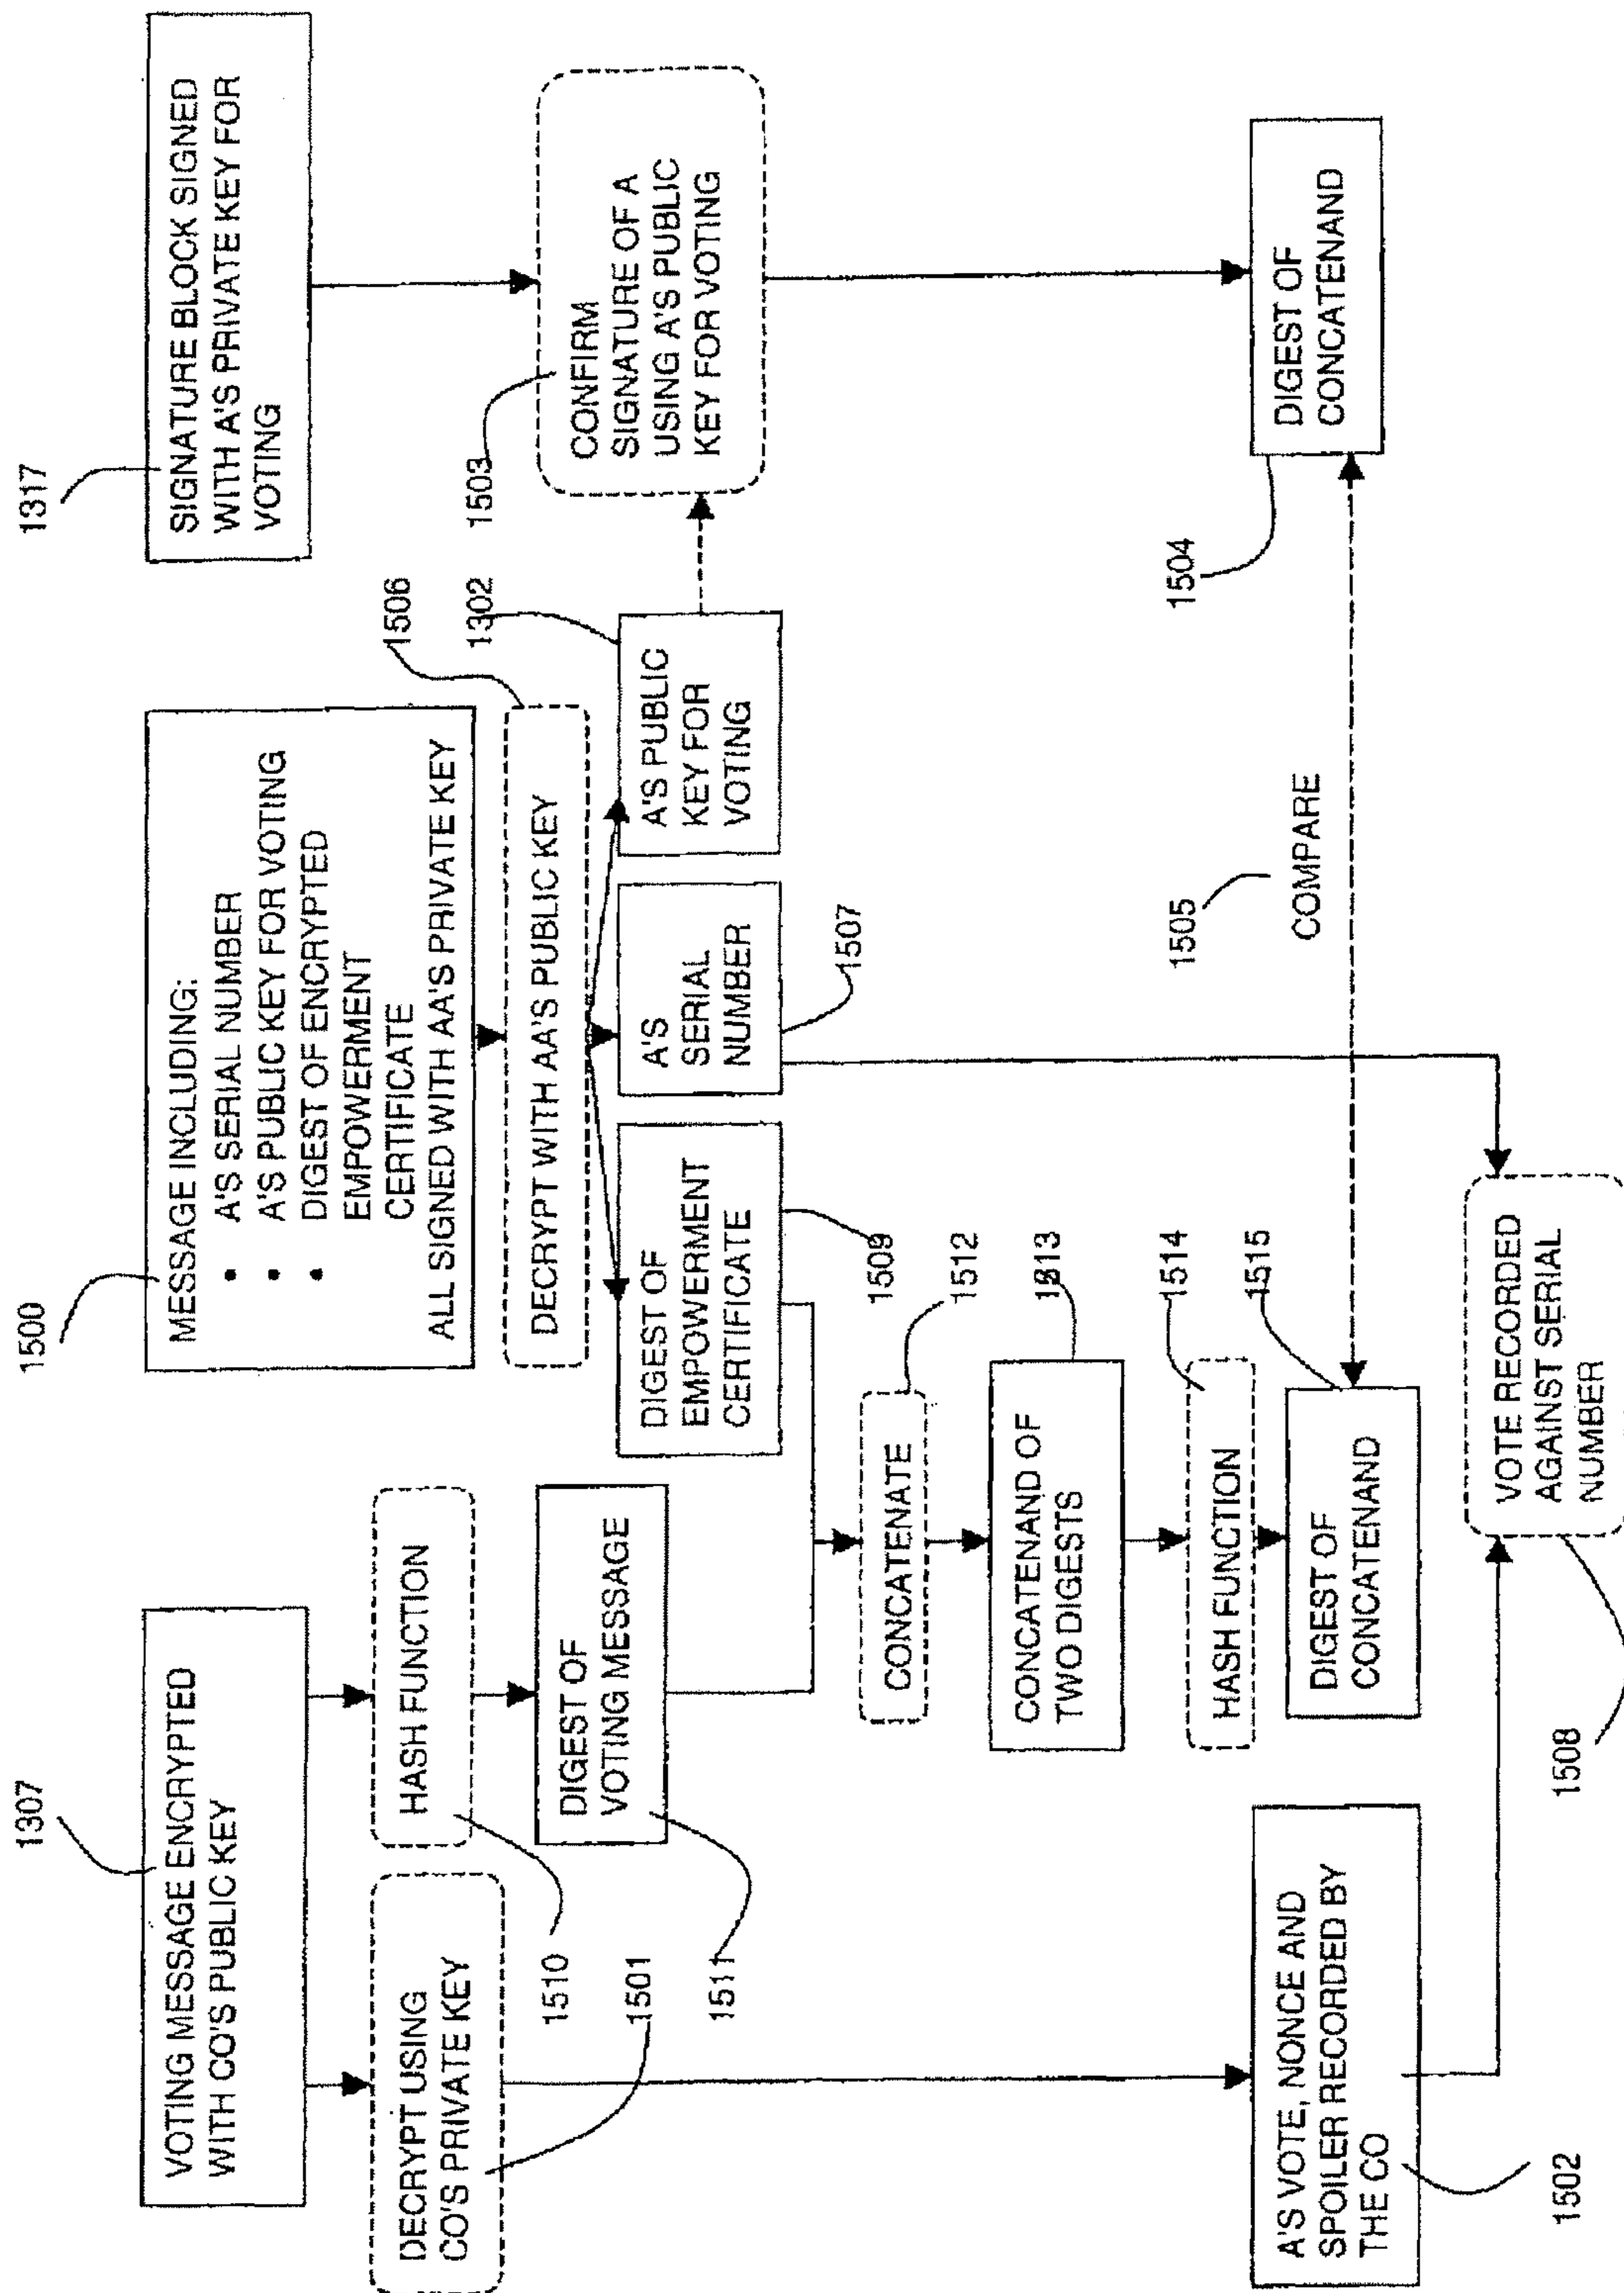 1307
VOTING MESSAGE ENCRYPTED
WITH CO'S PUBLIC KEY
1500
MESSAGE INCLUDING:
• A'S SERIAL NUMBER
• A'S PUBLIC KEY FOR VOTING
• DIGEST OF ENCRYPTED
EMPOWERMENT
CERTIFICATE
ALL SIGNED WITH AA'S PRIVATE KEY
1317
SIGNATURE BLOCK SIGNED
WITH A'S PRIVATE KEY FOR
VOTING
DECRYPT USING
CO'S PRIVATE KEY
HASH FUNCTION
1510
1501
1511
DIGEST OF
VOTING MESSAGE
DECRYPT WITH AA'S PUBLIC KEY
1506
1302
1503
CONFIRM
SIGNATURE OF A
USING A'S PUBLIC
KEY FOR VOTING
DIGEST OF
EMPOWERMENT
CERTIFICATE
A'S
SERIAL
NUMBER
A'S PUBLIC
KEY FOR
VOTING
1509
1507
CONCATENATE
1512
CONCATENAND OF
TWO DIGESTS
HASH FUNCTION
1514
DIGEST OF
CONCATENAND
1515
1505
COMPARE
1504
DIGEST OF
CONCATENAND
A'S VOTE, NONCE AND
SPOILER RECORDED BY
THE CO
1502
VOTE RECORDED
AGAINST SERIAL
NUMBER
1508